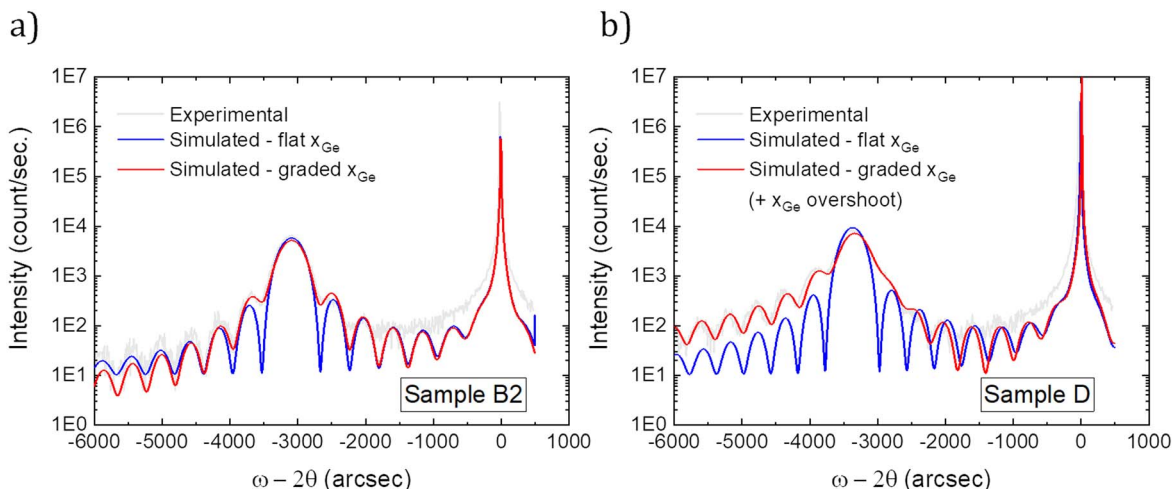 a)
1E7
1E6
1E5
1E4
1E3
1E2
1E1
1E0
Intensity (count/sec.)
Experimental
Simulated - flat xGe
Simulated - graded xGe
Sample B2
-6000 -5000 -4000 -3000 -2000 -1000 0 1000
ω – 2θ (arcsec)
b)
1E7
1E6
1E5
1E4
1E3
1E2
1E1
1E0
Intensity (count/sec.)
Experimental
Simulated - flat xGe
Simulated - graded xGe
(+ xGe overshoot)
Sample D
-6000 -5000 -4000 -3000 -2000 -1000 0 1000
ω – 2θ (arcsec)